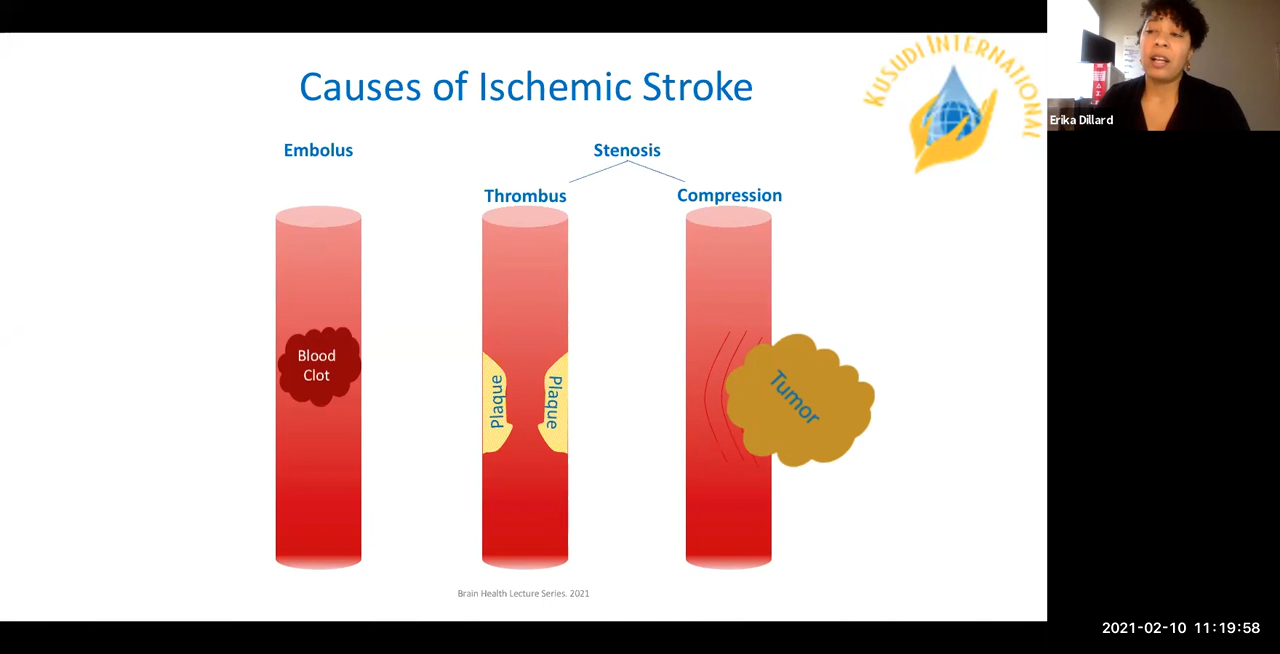 Causes of Ischemic Stroke
KUSUDI INTERNATIONAL
Erika Dillard
Embolus
Stenosis
Thrombus
Compression
Blood
Clot
Plaque
Plaque
Tumor
Brain Health Lecture Series. 2021
2021-02-10 11:19:58